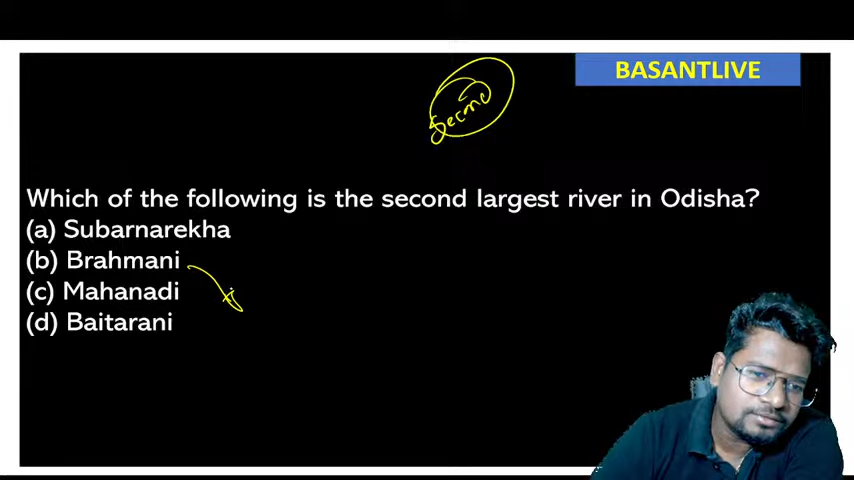 BASANTLIVE
Second
Which of the following is the second largest river in Odisha?
(a) Subarnarekha
(b) Brahmani
(c) Mahanadi
(d) Baitarani